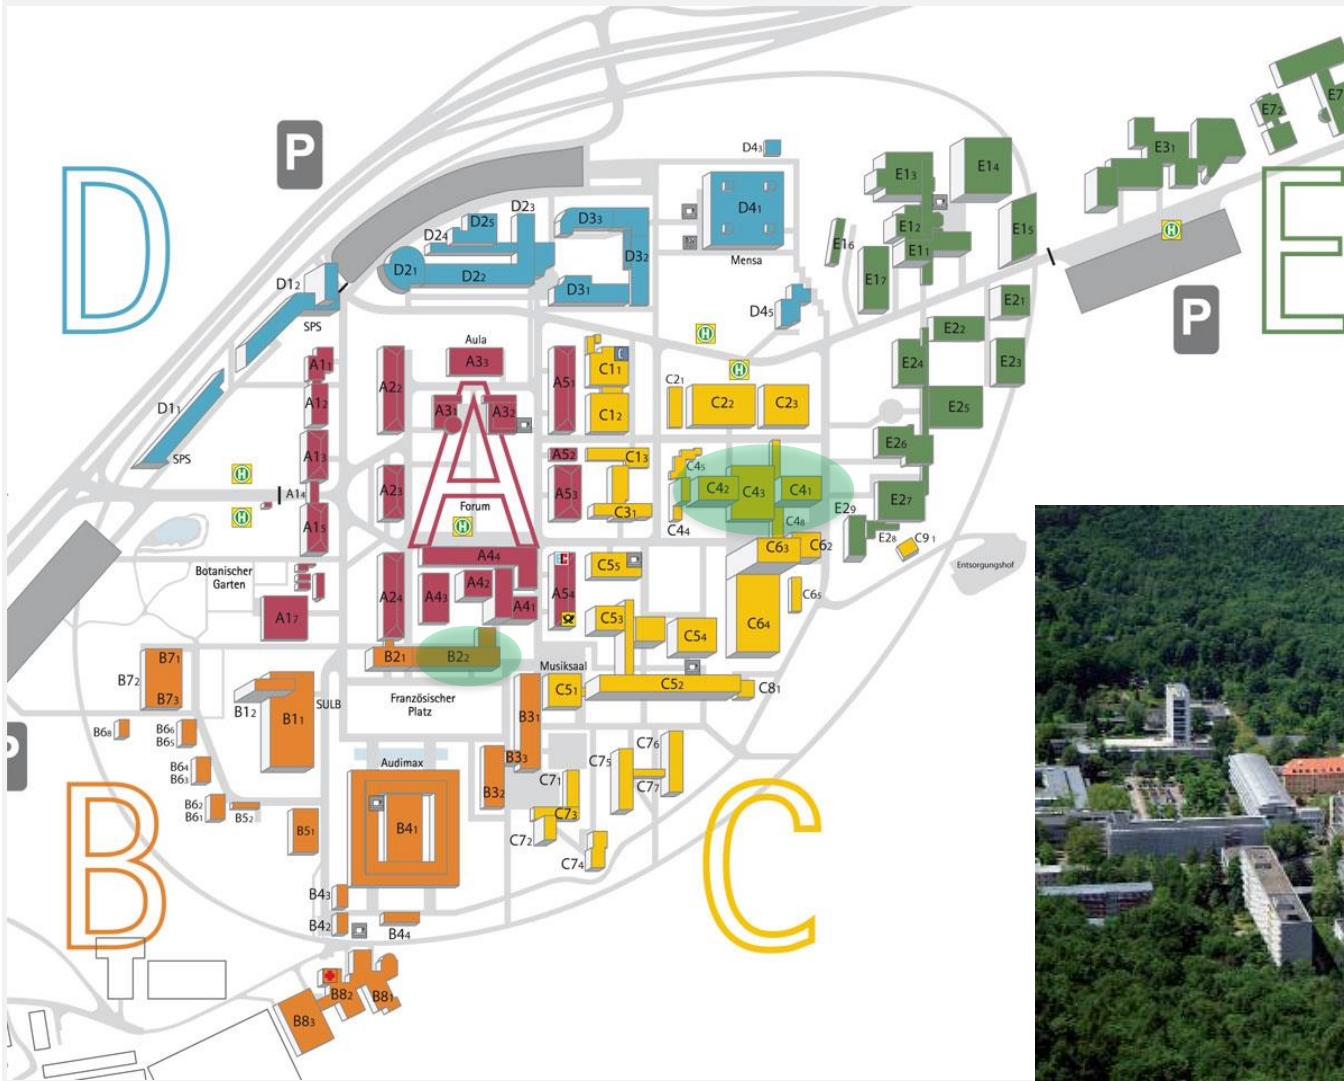 P
D4₃
E7₂
E7
E3₁
E1₃
E1₄
D2₃
D2₅
D3₃
D4₁
D2₄
E1₂
E1₅
D3₂
E1₆
E1₁
H
D
D2₁
D2₂
Mensa
E
D1₂
D3₁
E1₇
E2₁
SPS
D4₅
P
H
E2₂
Aula
A1₁
A2₂
A3₃
A5₁
C1₁
H
E2₄
E2₃
C2₁
A1₂
A3₁
A3₂
C1₂
C2₂
C2₃
E2₅
D1₁
A
E2₆
SPS
A1₃
A5₂
C1₃
C4₅
H
A1₄
A2₃
A5₃
C4₂
C4₃
C4₁
E2₇
Forum
C3₁
H
A1₅
H
C4₄
C4₈
E2₉
E2₈
C9₁
C6₃
C6₂
A4₄
Entsorgungshof
Botanischer
Garten
A2₄
A4₃
A4₂
A5₄
C5₅
A4₁
C6₅
A1₇
C5₃
C5₄
C6₄
B7₁
B2₁
B2₂
Musiksaal
B7₂
C5₁
C5₂
C8₁
B7₃
Französischer
Platz
SULB
B1₂
B1₁
B3₁
B6₈
B6₆
B6₅
P
C7₆
B3₃
C7₅
Audimax
B6₄
B6₃
C7₁
C7₇
B3₂
B
C
B6₂
B6₁
B5₂
C7₃
B5₁
B4₁
C7₂
C7₄
B4₃
B4₂
B4₄
B8₂
B8₁
B8₃